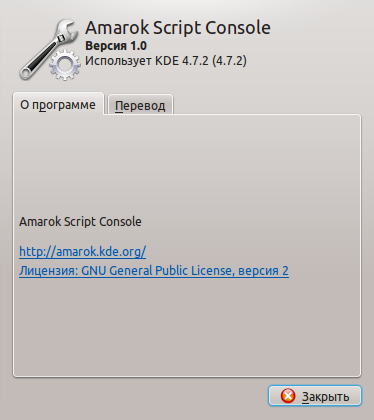 Amarok Script Console
Версия 1.0
Использует KDE 4.7.2 (4.7.2)
О программе
Перевод
Amarok Script Console
http://amarok.kde.org/
Лицензия: GNU General Public License, версия 2
Закрыть